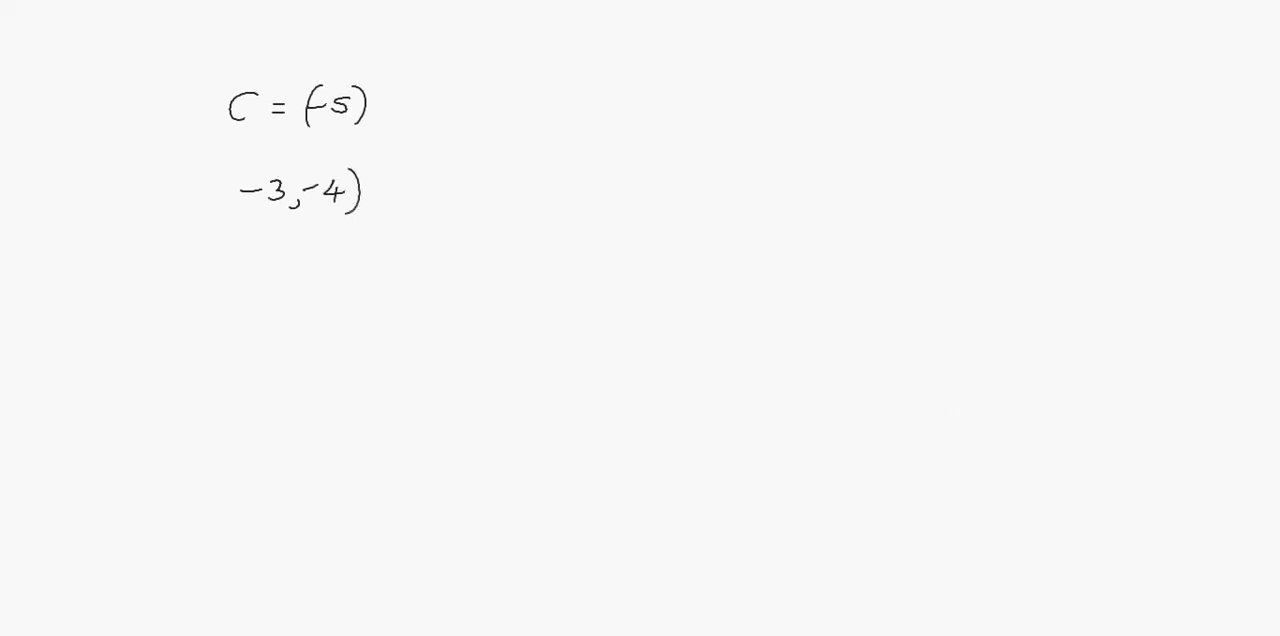 C = (-5)
-3,-4)